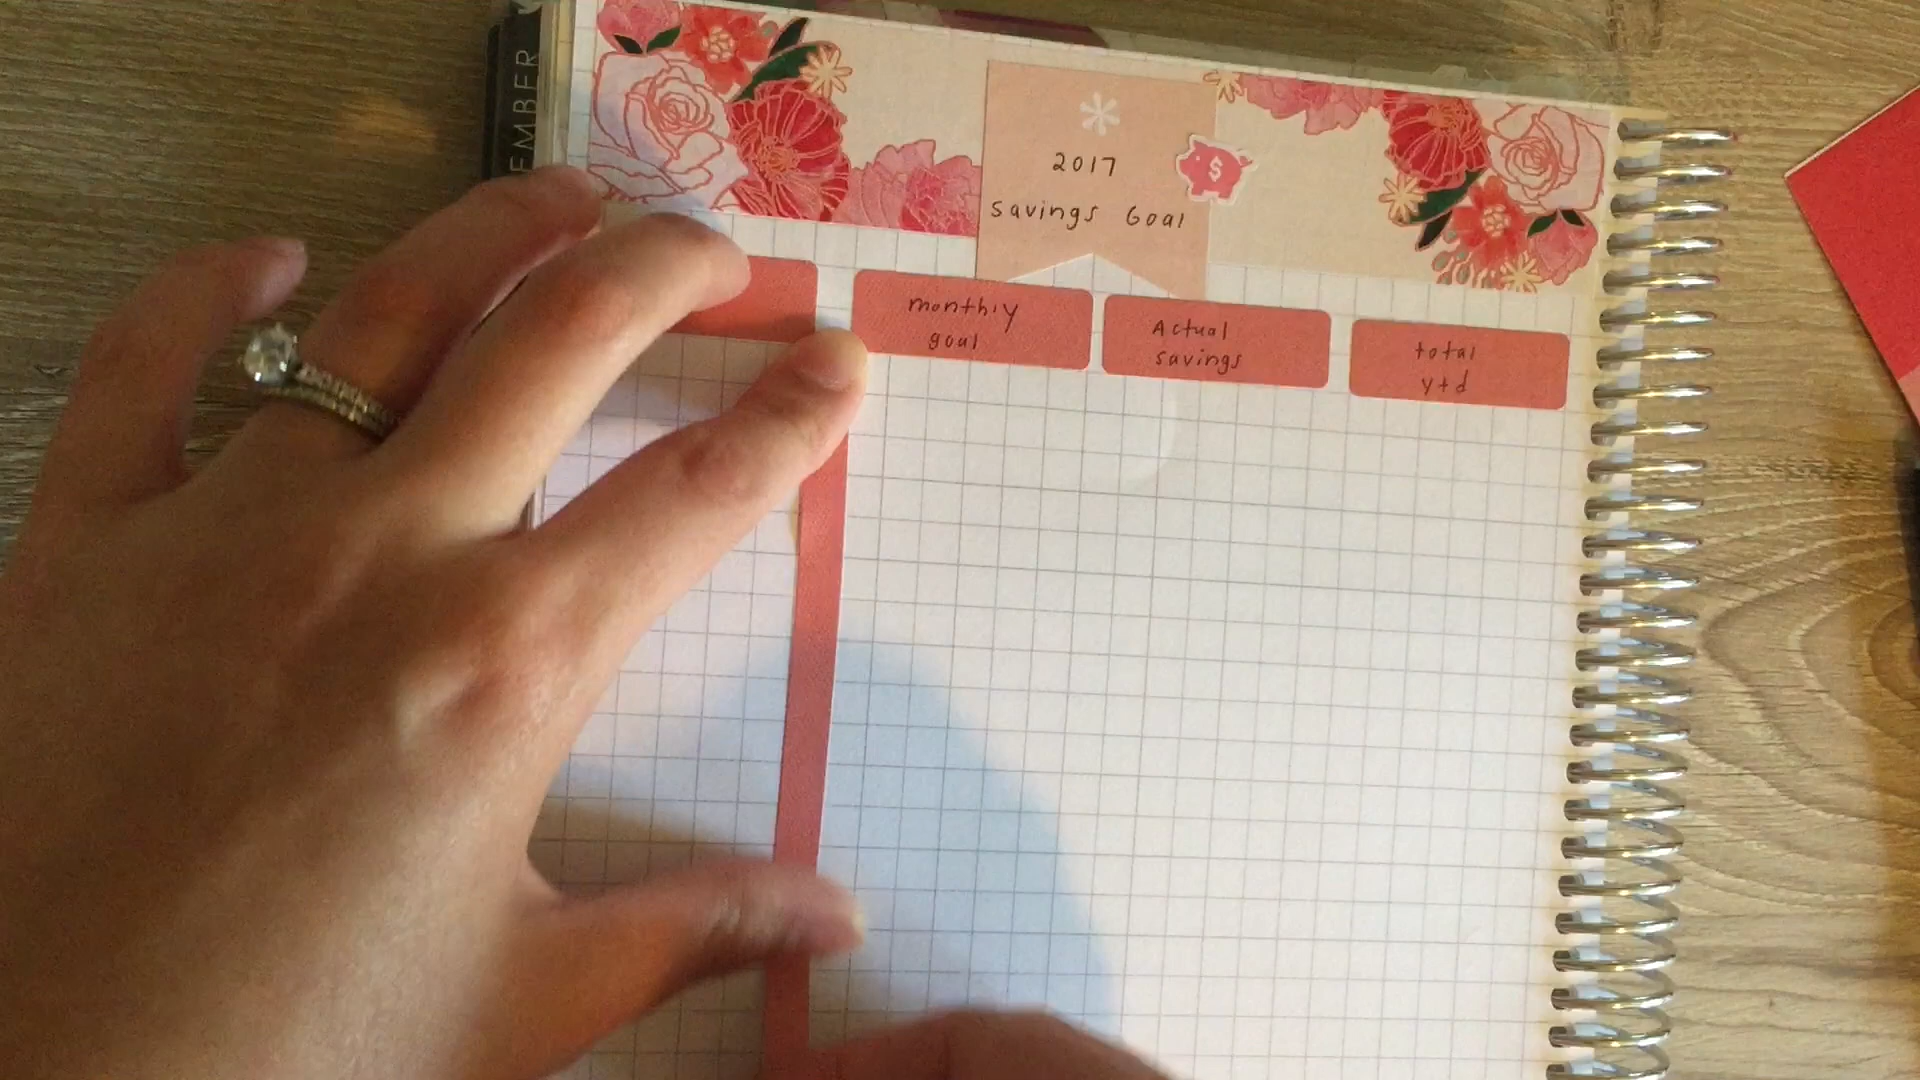 EMBER
2017
Savings Goal
$
monthly
goal
Actual
savings
total
ytd